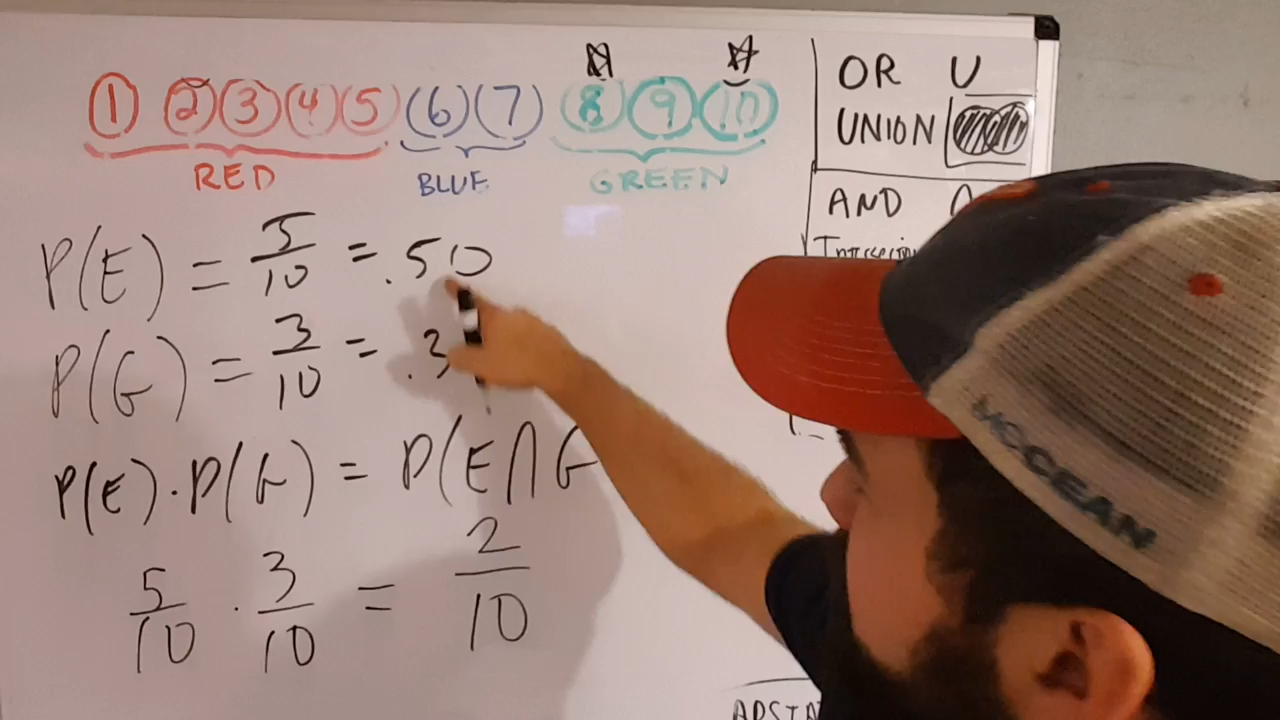 1 2 3 4 5 6 7 8 9 10
RED BLUE GREEN
OR U
UNION
AND
P(E) = 5/10 = .50
P(G) = 3/10 = .3
P(E) · P(G) = P(E ∩ G
5/10 · 3/10 = 2/10
MCCEAN